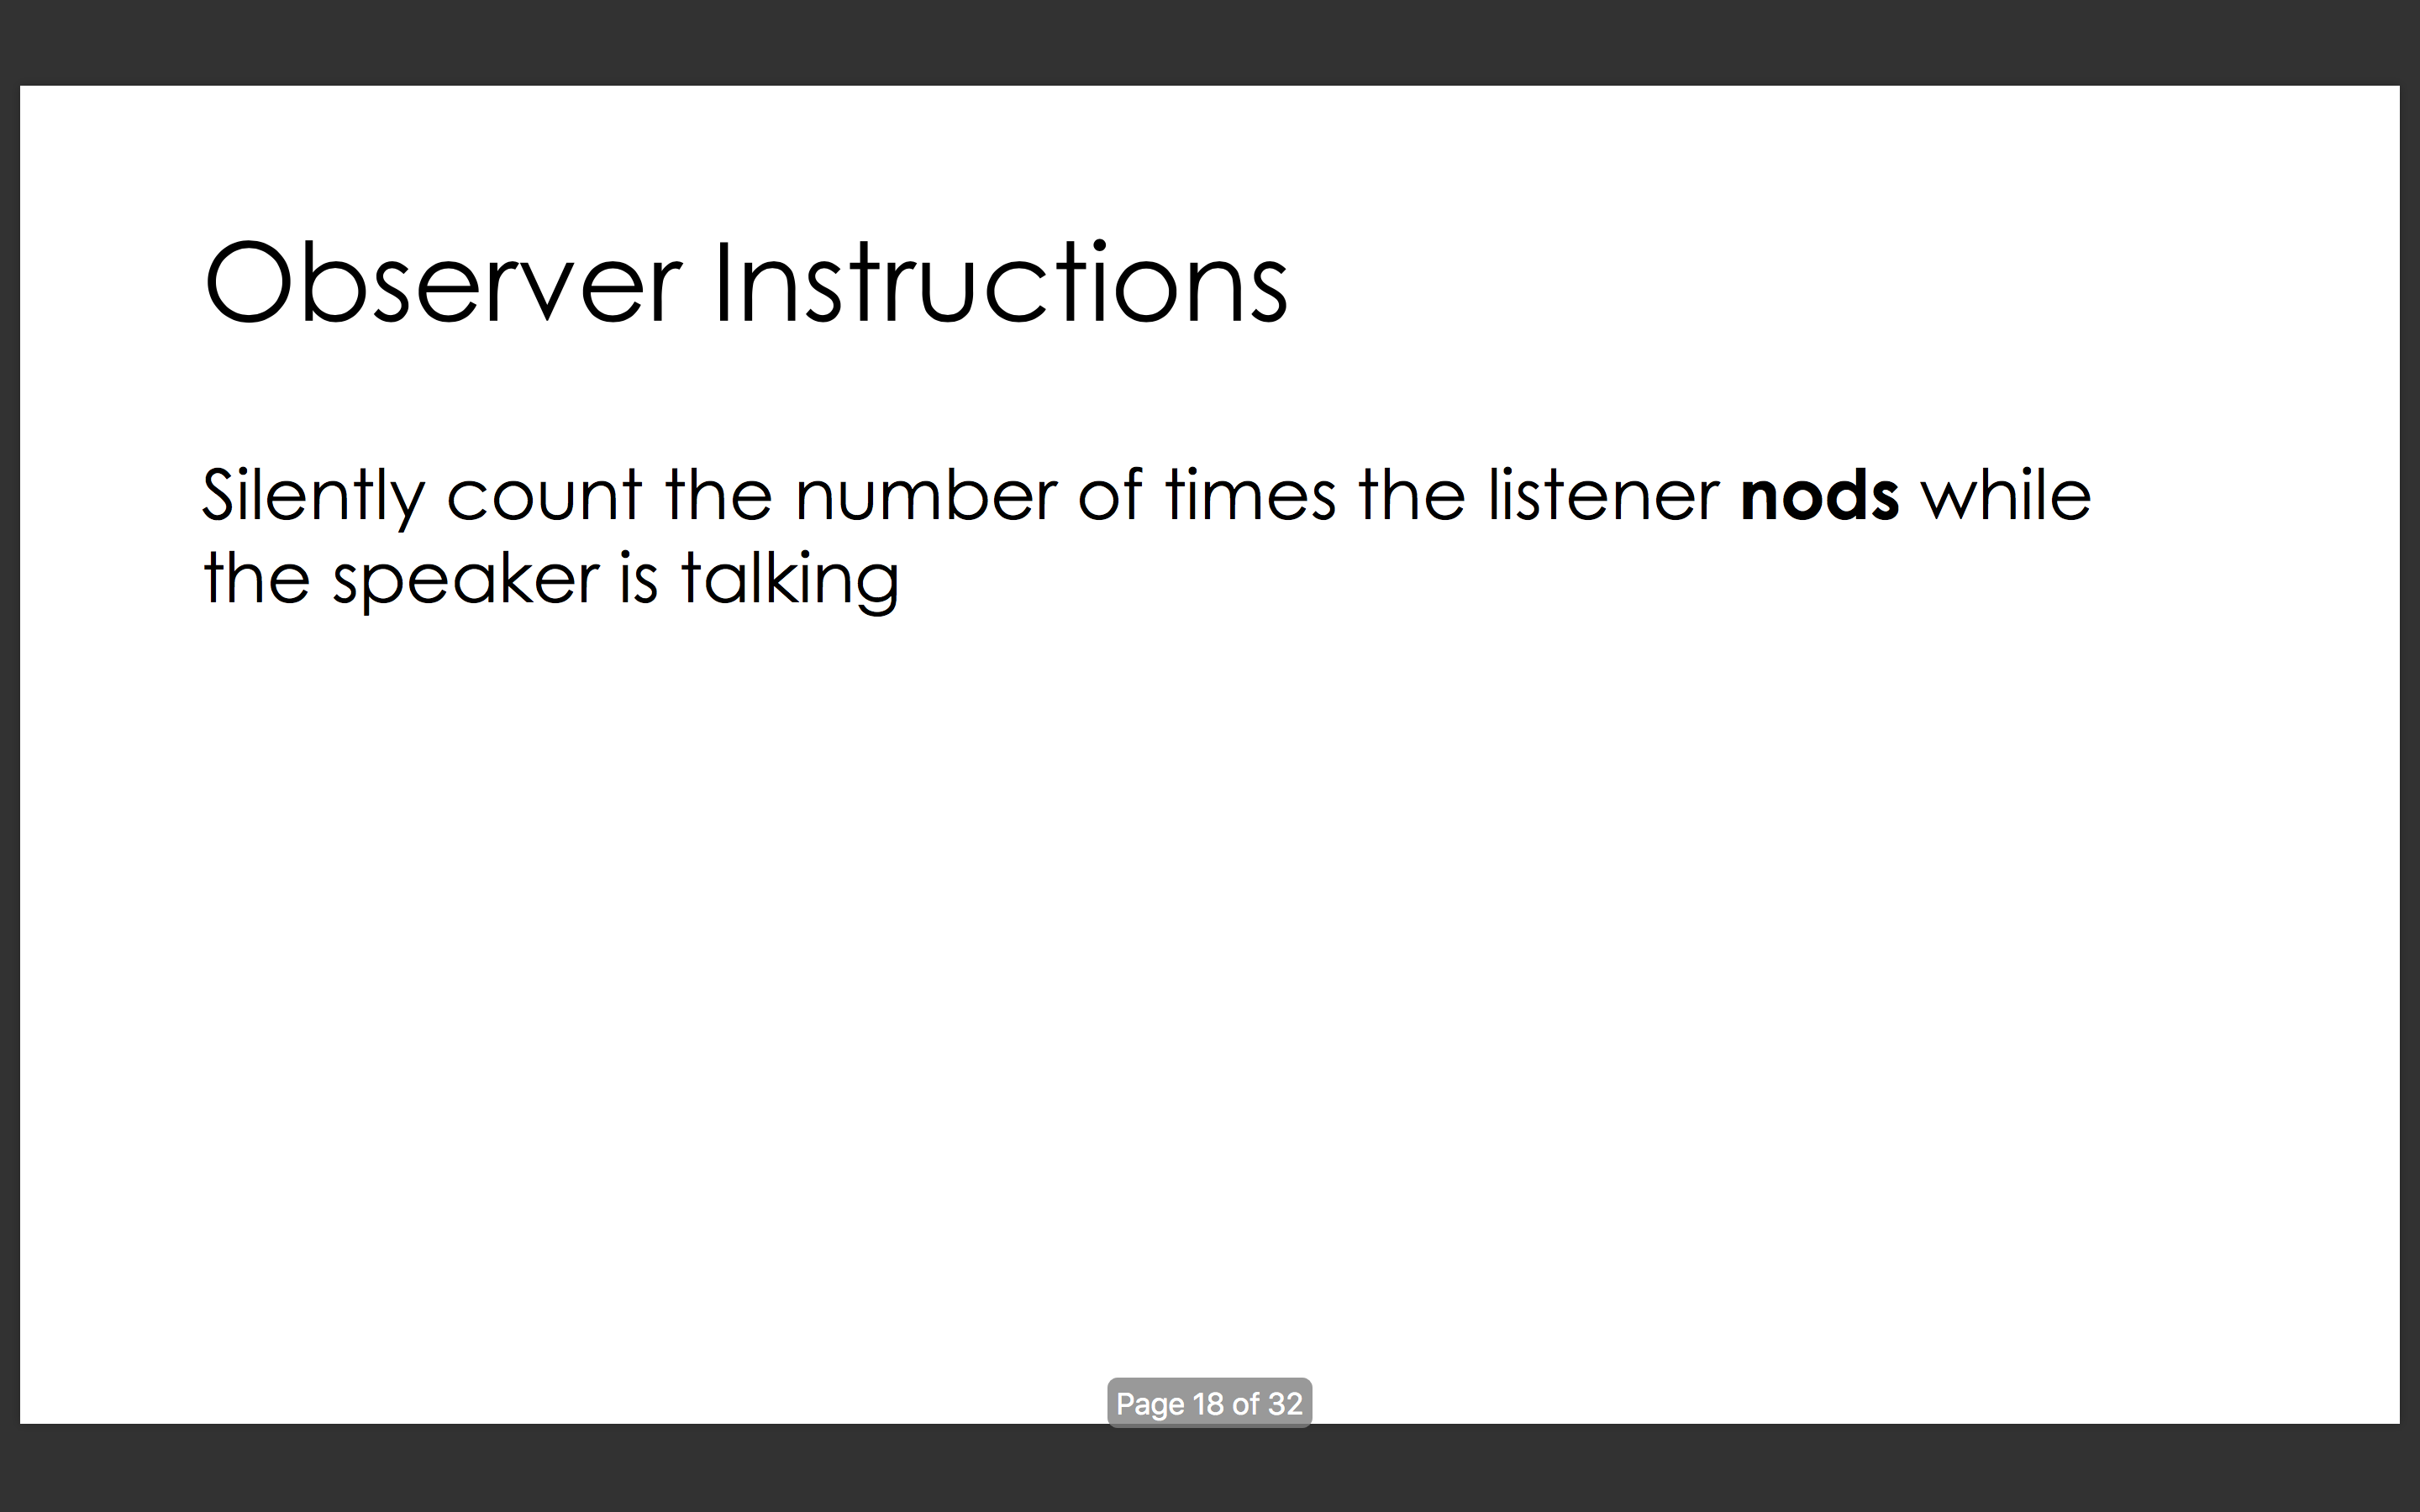 Observer Instructions
Silently count the number of times the listener nods while
the speaker is talking
Page 18 of 32